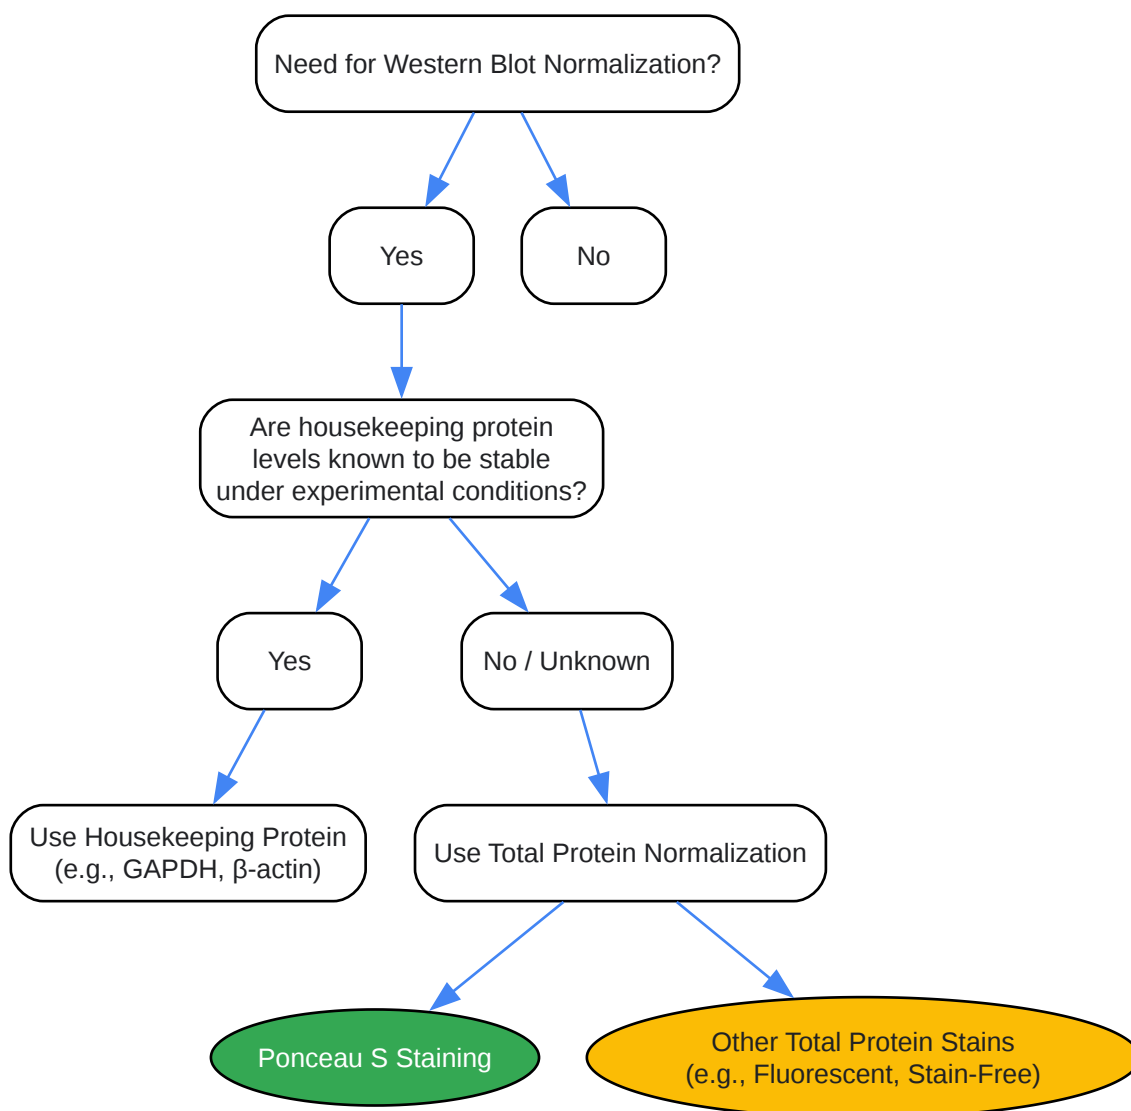 Need for Western Blot Normalization?
Yes
No
Are housekeeping protein
levels known to be stable
under experimental conditions?
Yes
No / Unknown
Use Housekeeping Protein
(e.g., GAPDH, β-actin)
Use Total Protein Normalization
Ponceau S Staining
Other Total Protein Stains
(e.g., Fluorescent, Stain-Free)